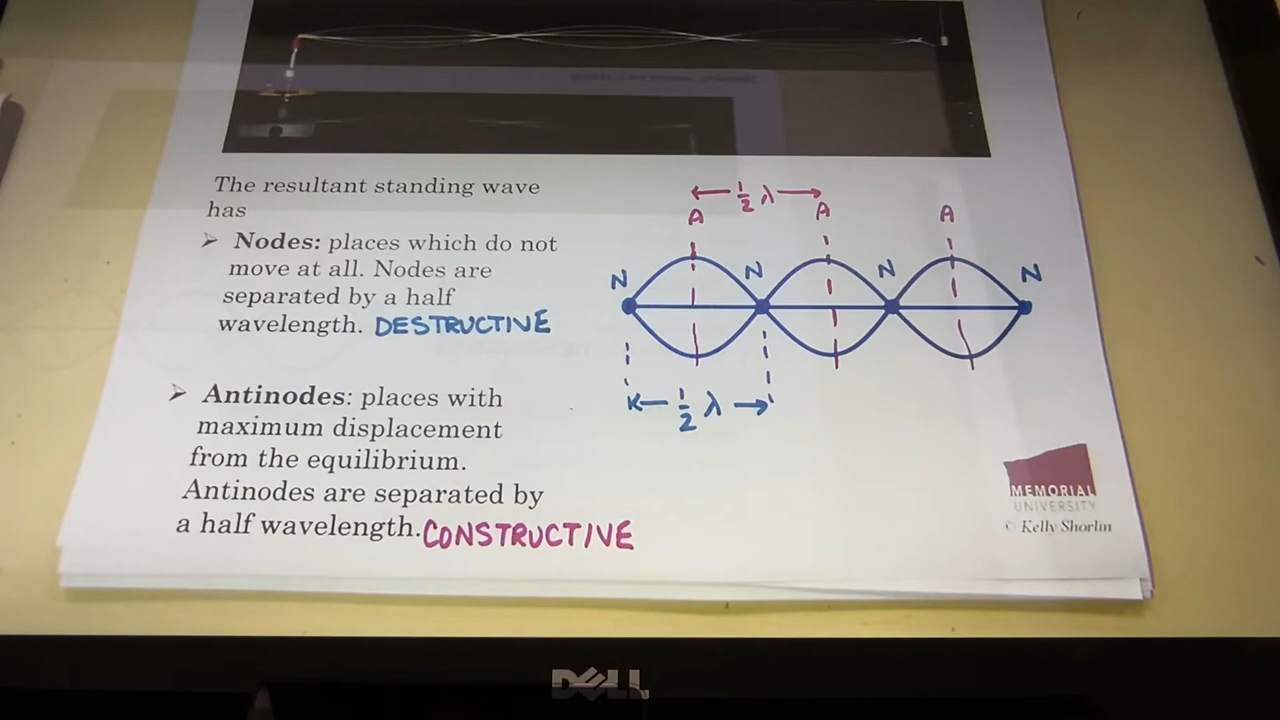 The resultant standing wave
has
➢ Nodes: places which do not
move at all. Nodes are
separated by a half
wavelength. DESTRUCTIVE
➢ Antinodes: places with
maximum displacement
from the equilibrium.
Antinodes are separated by
a half wavelength. CONSTRUCTIVE
← ½ λ →
A A A
N N N N
← ½ λ →
MEMORIAL
UNIVERSITY
© Kelly Shorlin
DELL